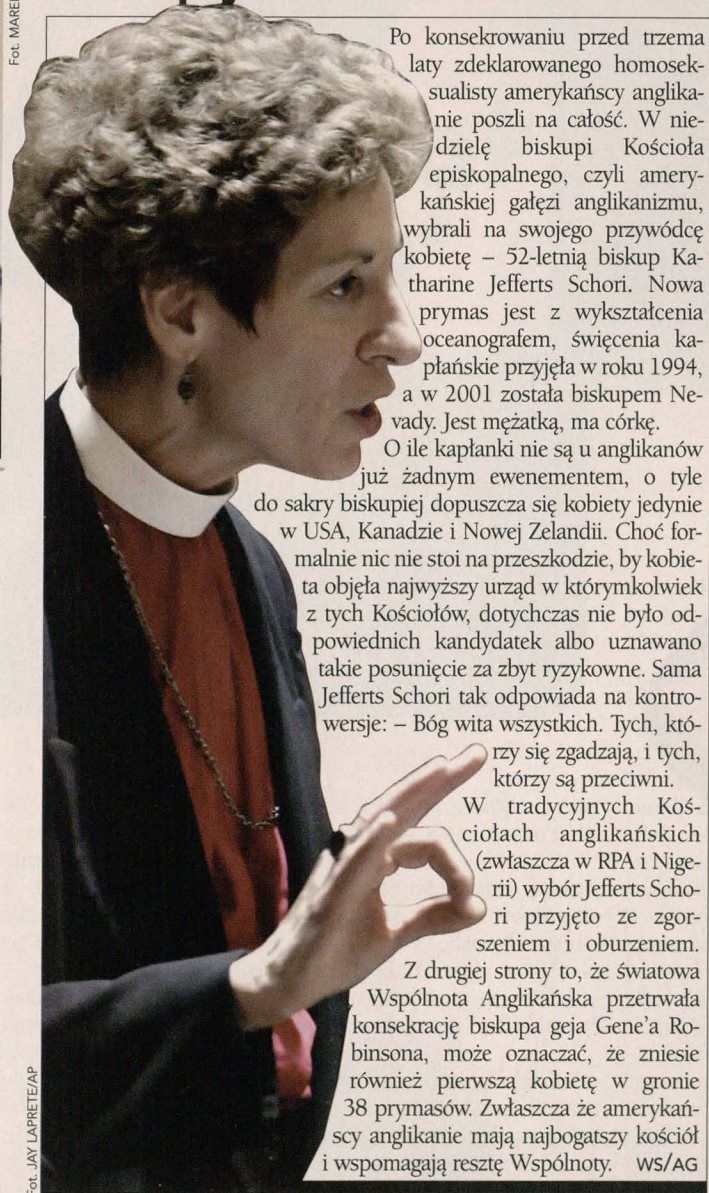 Fot. MAREK
Po konsekrowaniu przed trzema
laty zdeklarowanego homosek-
sualisty amerykańscy anglika-
nie poszli na całość. W nie-
dzielę biskupi Kościoła
episkopalnego, czyli amery-
kańskiej gałęzi anglikanizmu,
wybrali na swojego przywódcę
kobietę – 52-letnią biskup Ka-
tharine Jefferts Schori. Nowa
prymas jest z wykształcenia
oceanografem, święcenia ka-
płańskie przyjęła w roku 1994,
a w 2001 została biskupem Ne-
vady. Jest mężatką, ma córkę.
O ile kapłanki nie są u anglikanów
już żadnym ewenementem, o tyle
do sakry biskupiej dopuszcza się kobiety jedynie
w USA, Kanadzie i Nowej Zelandii. Choć for-
malnie nic nie stoi na przeszkodzie, by kobie-
ta objęła najwyższy urząd w którymkolwiek
z tych Kościołów, dotychczas nie było od-
powiednich kandydatek albo uznawano
takie posunięcie za zbyt ryzykowne. Sama
Jefferts Schori tak odpowiada na kontro-
wersje: – Bóg wita wszystkich. Tych, któ-
rzy się zgadzają, i tych,
którzy są przeciwni.
W tradycyjnych Koś-
ciołach anglikańskich
(zwłaszcza w RPA i Nige-
rii) wybór Jefferts Scho-
ri przyjęto ze zgor-
szeniem i oburzeniem.
Z drugiej strony to, że światowa
Wspólnota Anglikańska przetrwała
konsekrację biskupa geja Gene'a Ro-
binsona, może oznaczać, że zniesie
również pierwszą kobietę w gronie
38 prymasów. Zwłaszcza że amerykań-
scy anglikanie mają najbogatszy kościół
i wspomagają resztę Wspólnoty. WS/AG
Fot. JAY LAPRETE/AP